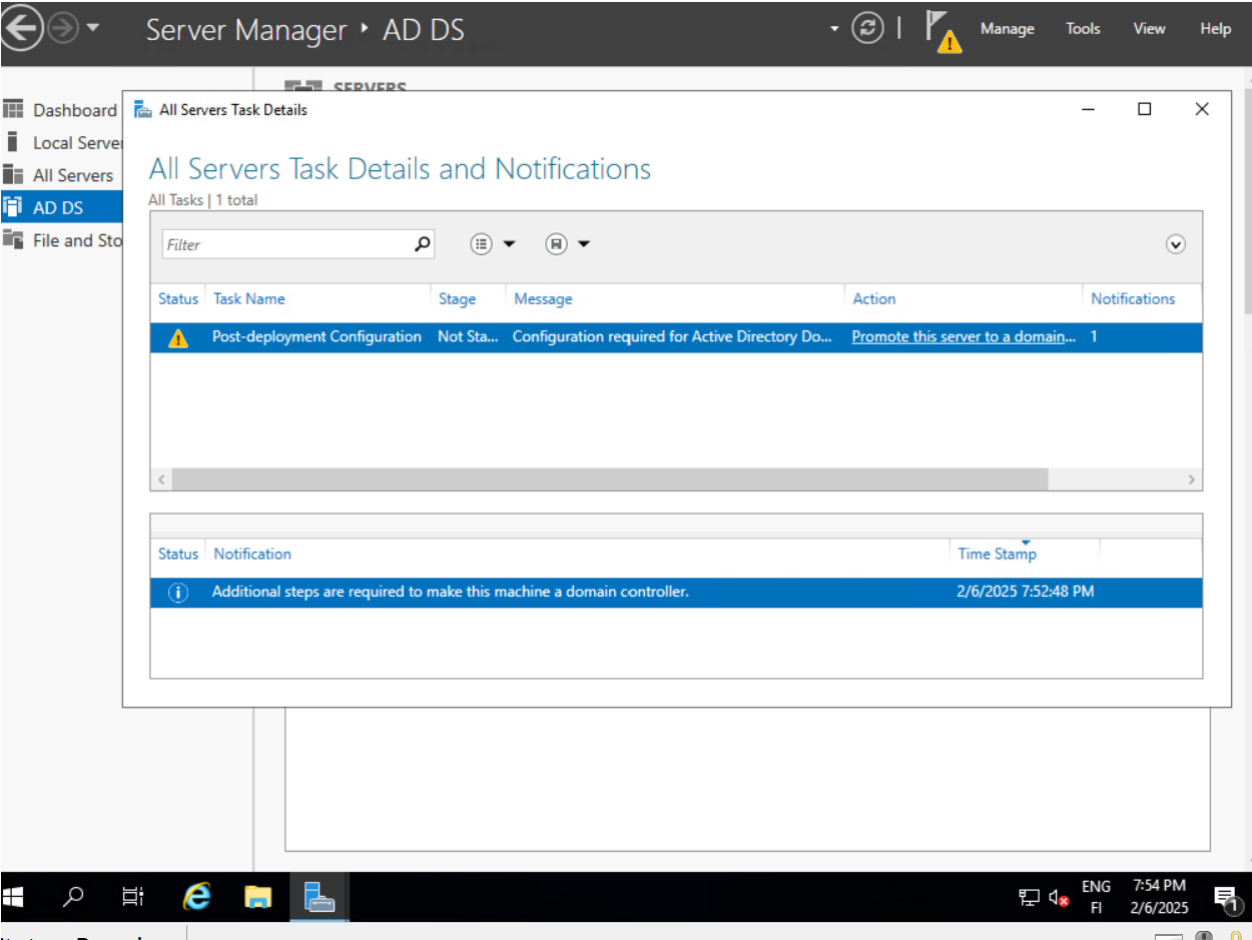 Server Manager ‣ AD DS
Manage Tools View Help
SERVERS
Dashboard
Local Server
All Servers
AD DS
File and Sto
All Servers Task Details
All Servers Task Details and Notifications
All Tasks | 1 total
Filter
Status Task Name Stage Message Action Notifications
Post-deployment Configuration Not Sta... Configuration required for Active Directory Do... Promote this server to a domain... 1
Status Notification Time Stamp
Additional steps are required to make this machine a domain controller. 2/6/2025 7:52:48 PM
ENG 7:54 PM
FI 2/6/2025
1